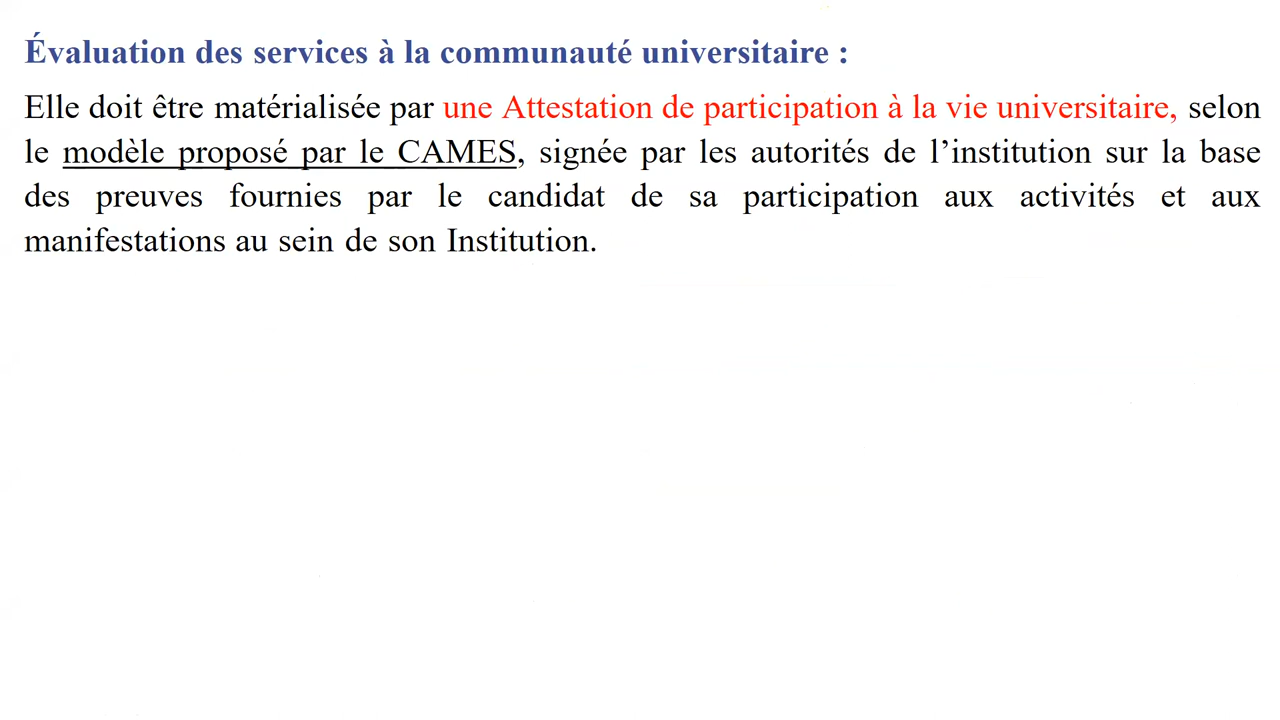 Évaluation des services à la communauté universitaire :
Elle doit être matérialisée par une Attestation de participation à la vie universitaire, selon
le modèle proposé par le CAMES, signée par les autorités de l’institution sur la base
des preuves fournies par le candidat de sa participation aux activités et aux
manifestations au sein de son Institution.